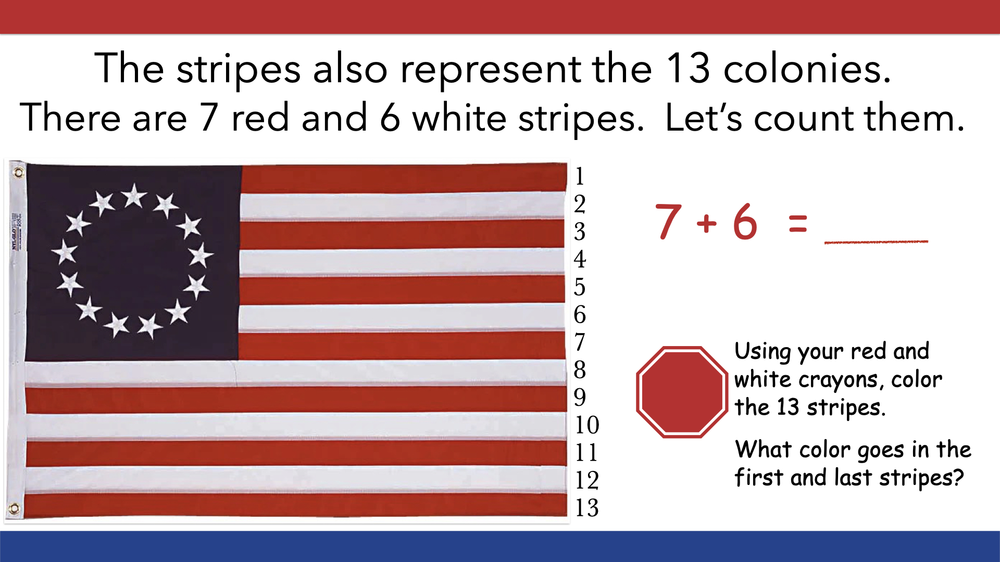 The stripes also represent the 13 colonies.
There are 7 red and 6 white stripes.  Let’s count them.
1
2
3
4
5
6
7
8
9
10
11
12
13
7 + 6 = ______
Using your red and
white crayons, color
the 13 stripes.
What color goes in the
first and last stripes?